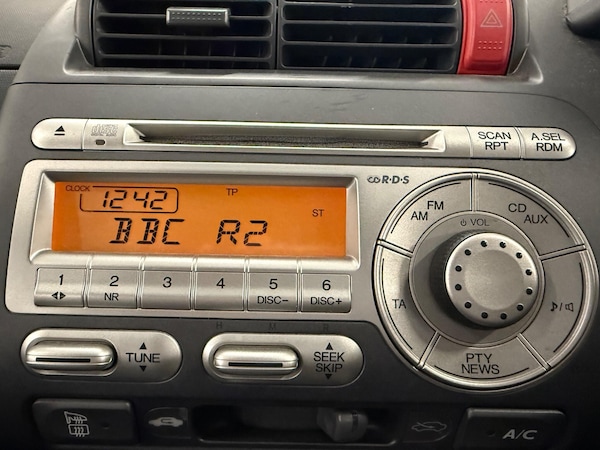 SCAN
RPT
A.SEL
RDM
CLOCK 12:42 TP
ST
BBC R2
R·D·S
FM
AM
CD
AUX
VOL
TA
PTY
NEWS
1
2
NR
3
4
5
DISC−
6
DISC+
H M R
TUNE
SEEK
SKIP
A/C